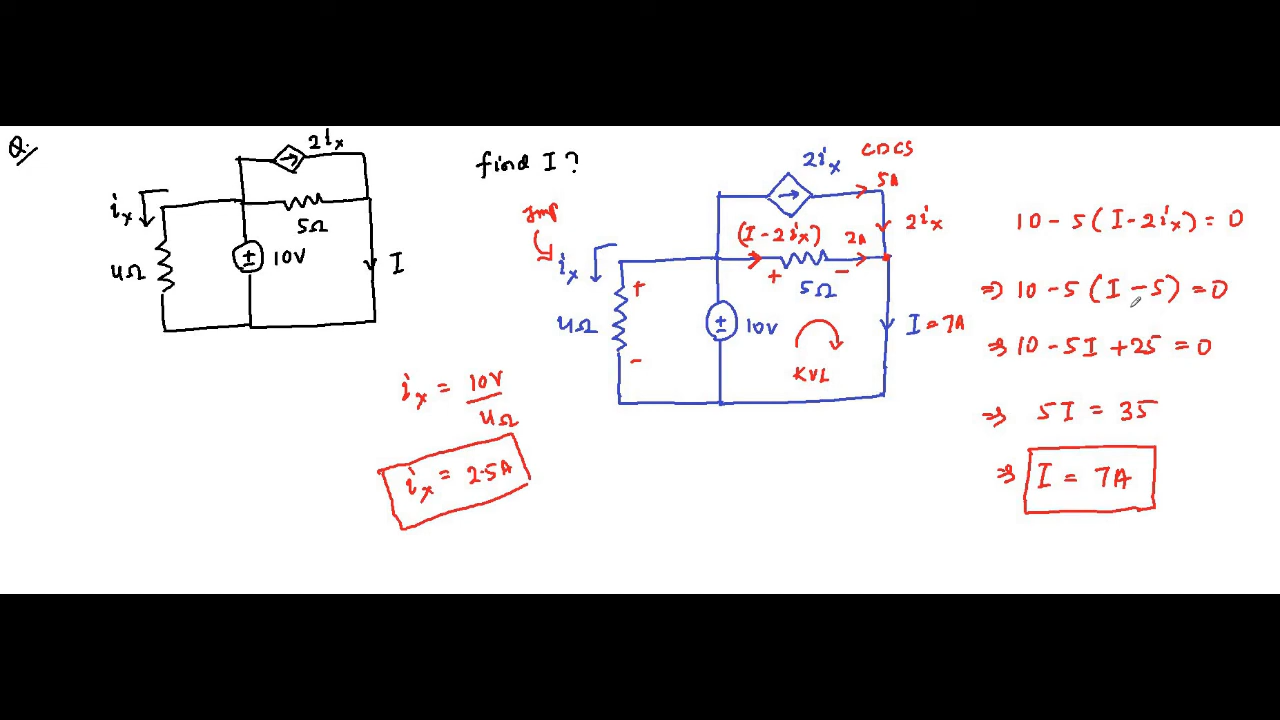 Q.
2ix
ix
5Ω
4Ω
10V
I
find I?
CDCS
2ix
5A
Imp
ix
(I-2ix)
2A
2ix
+
-
5Ω
+
4Ω
-
10V
I = 7A
KVL
ix = 10V
4Ω
ix = 2.5A
10 - 5 (I - 2ix) = 0
⇒ 10 - 5 (I - 5) = 0
⇒ 10 - 5I + 25 = 0
⇒ 5I = 35
⇒ I = 7A